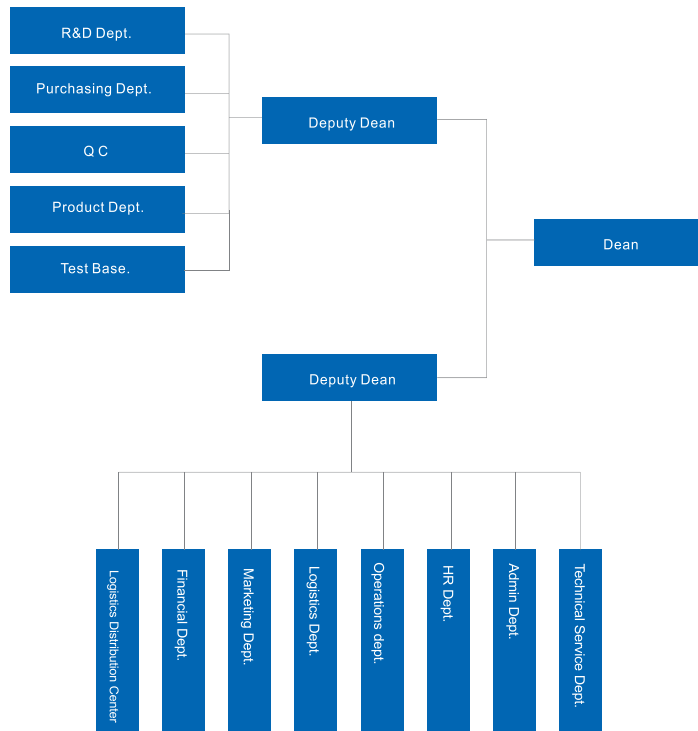 R&D Dept.
Purchasing Dept.
Q C
Product Dept.
Test Base.
Deputy Dean
Dean
Deputy Dean
Logistics Distribution Center
Financial Dept.
Marketing Dept.
Logistics Dept.
Operations dept.
HR Dept.
Admin Dept.
Technical Service Dept.